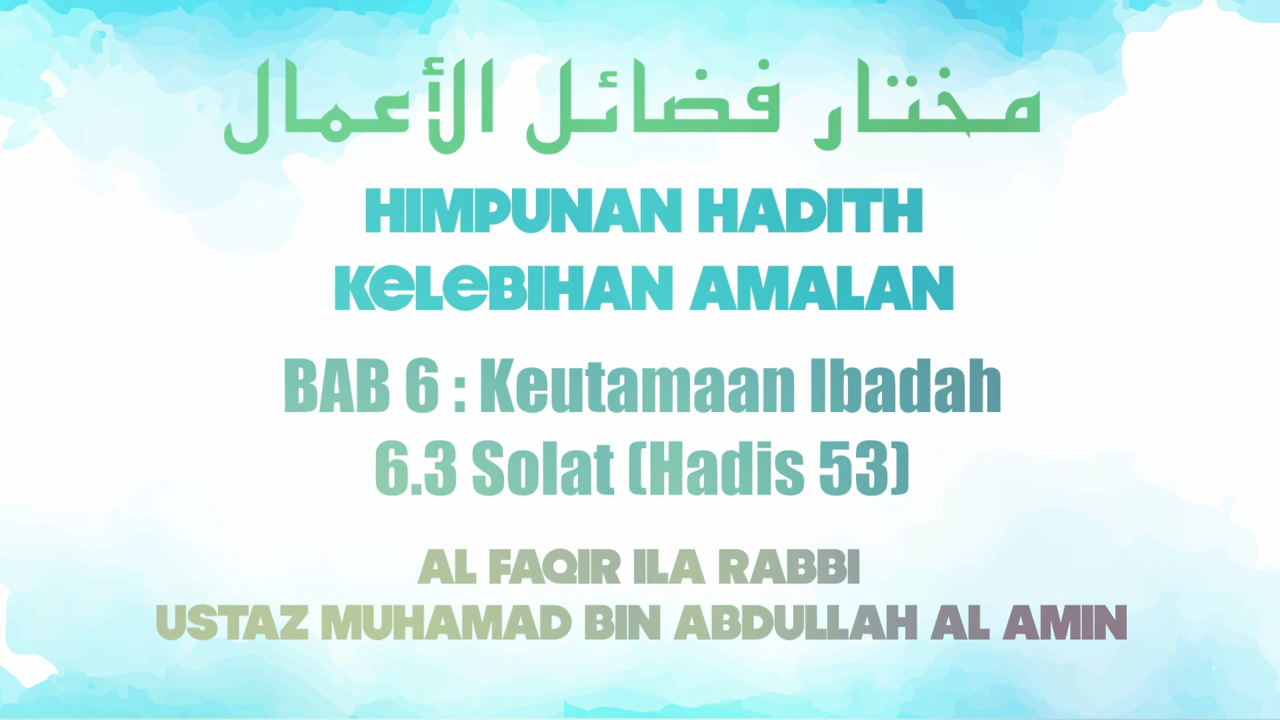 مختار فضائل الأعمال
HIMPUNAN HADITH
KeLeBIHAN AMALAN
BAB 6 : Keutamaan Ibadah
6.3 Solat (Hadis 53)
AL FAQIR ILA RABBI
USTAZ MUHAMAD BIN ABDULLAH AL AMIN